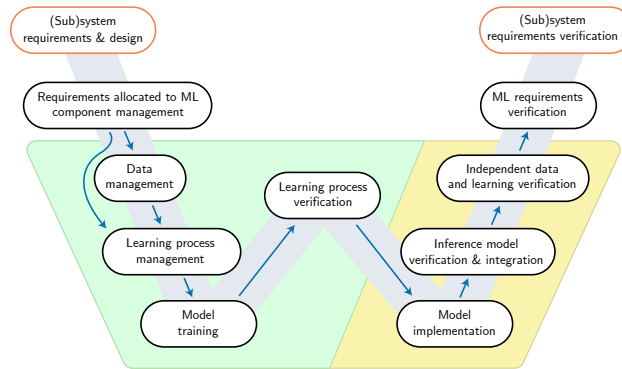 (Sub)system
requirements & design
(Sub)system
requirements verification
Requirements allocated to ML
component management
ML requirements
verification
Data
management
Learning process
verification
Independent data
and learning verification
Learning process
management
Inference model
verification & integration
Model
training
Model
implementation